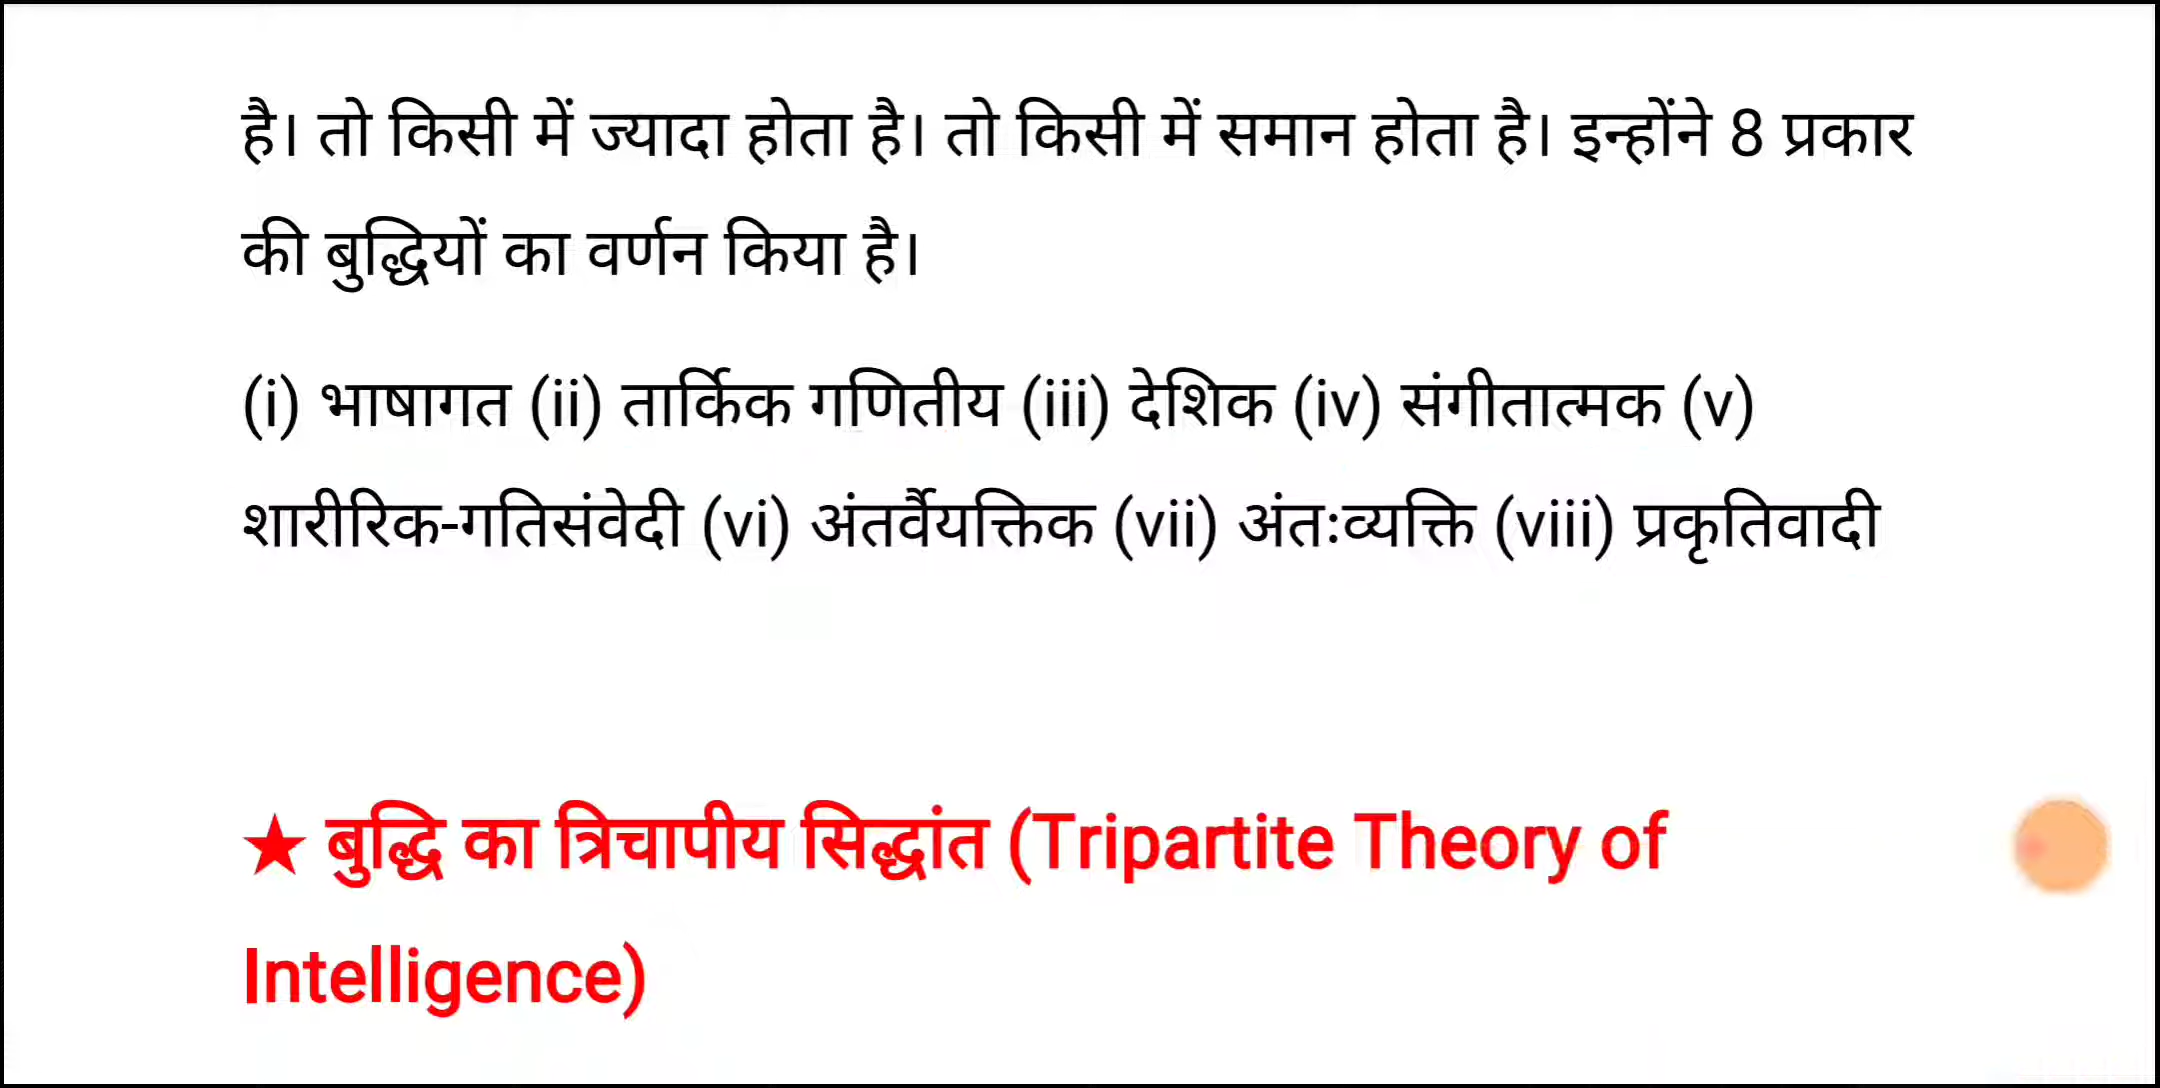 है। तो किसी में ज्यादा होता है। तो किसी में समान होता है। इन्होंने 8 प्रकार
की बुद्धियों का वर्णन किया है।
(i) भाषागत (ii) तार्किक गणितीय (iii) देशिक (iv) संगीतात्मक (v)
शारीरिक-गतिसंवेदी (vi) अंतर्वैयक्तिक (vii) अंतःव्यक्ति (viii) प्रकृतिवादी
★ बुद्धि का त्रिचापीय सिद्धांत (Tripartite Theory of
Intelligence)